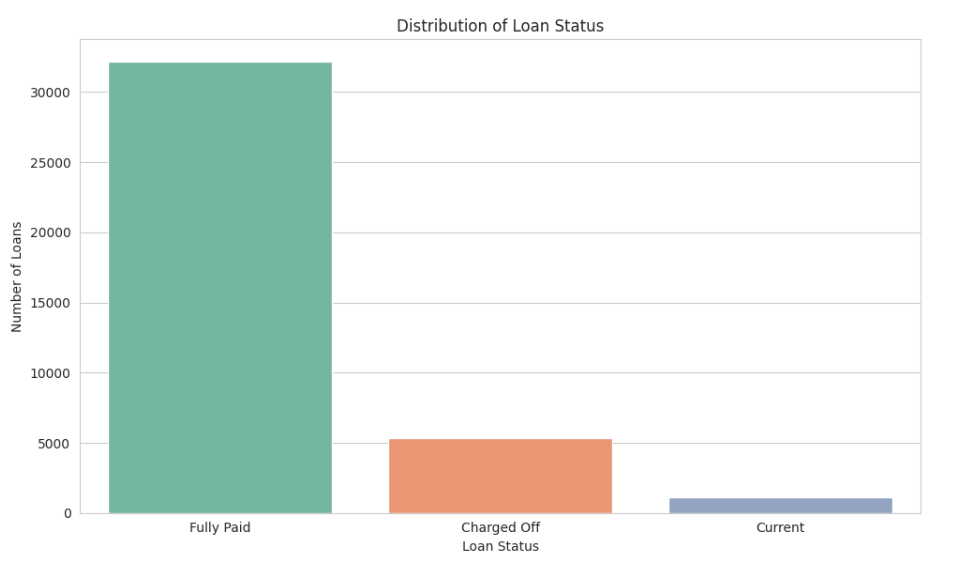 Distribution of Loan Status
Number of Loans
30000
25000
20000
15000
10000
5000
0
Fully Paid
Charged Off
Current
Loan Status